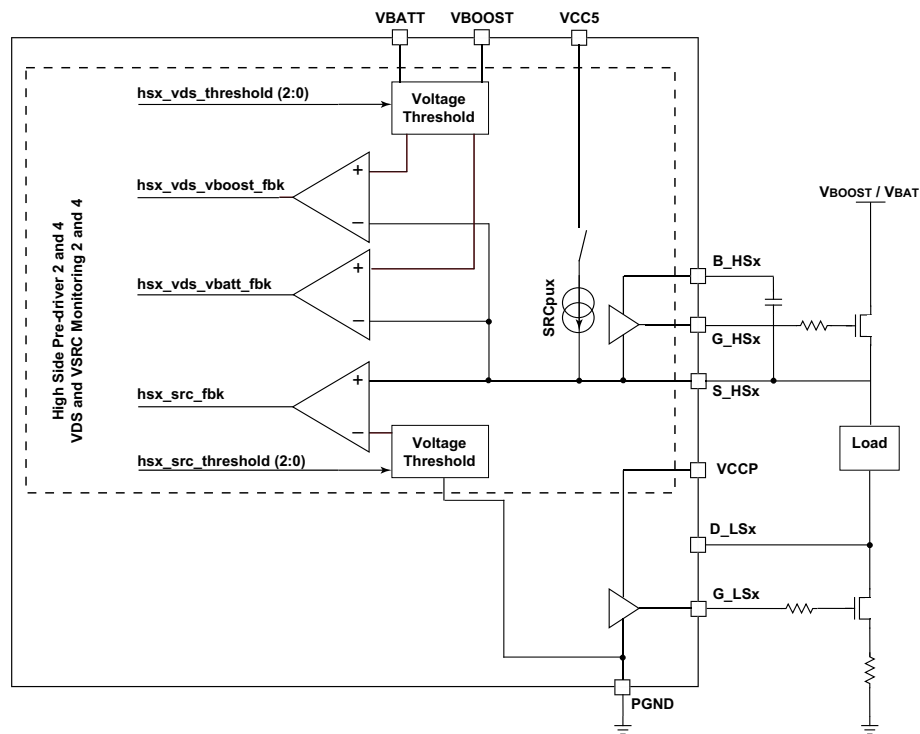 VBATT
VBOOST
VCC5
hsx_vds_threshold (2:0)
Voltage
Threshold
+
hsx_vds_vboost_fbk
−
VBOOST / VBAT
High Side Pre-driver 2 and 4
VDS and VSRC Monitoring 2 and 4
+
hsx_vds_vbatt_fbk
−
SRCpux
B_HSx
G_HSx
S_HSx
+
hsx_src_fbk
−
Voltage
Threshold
hsx_src_threshold (2:0)
Load
VCCP
D_LSx
G_LSx
PGND